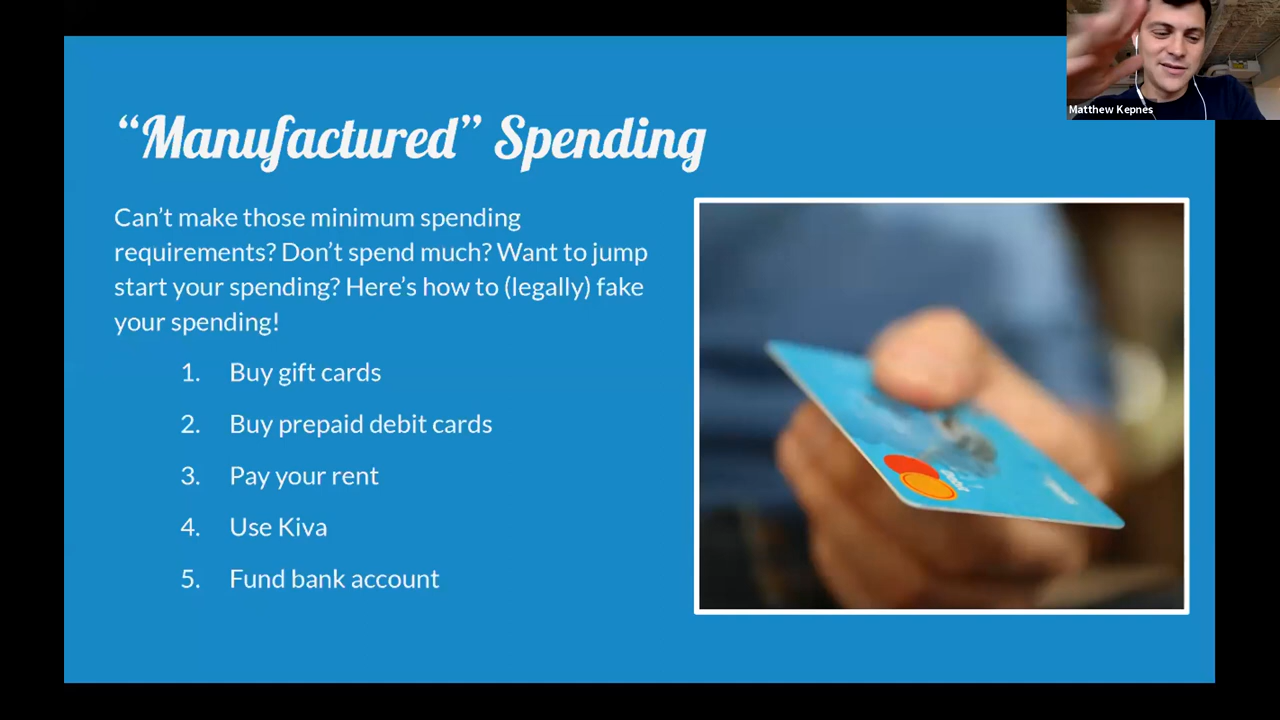 Matthew Kepnes
“Manufactured” Spending
Can’t make those minimum spending
requirements? Don’t spend much? Want to jump
start your spending? Here’s how to (legally) fake
your spending!
1. Buy gift cards
2. Buy prepaid debit cards
3. Pay your rent
4. Use Kiva
5. Fund bank account